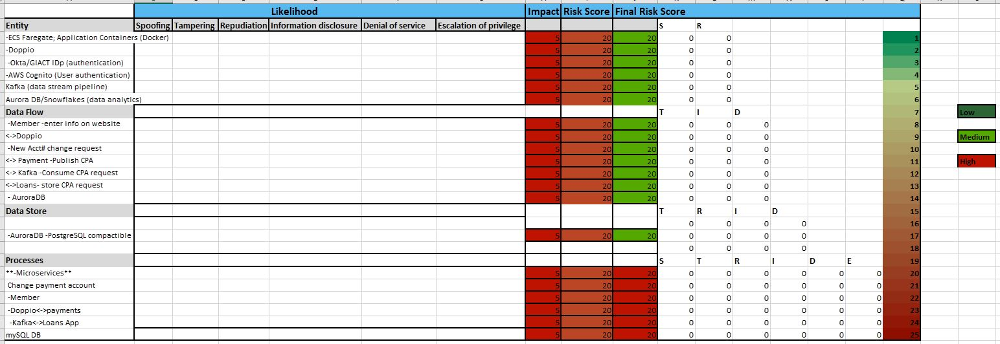 Likelihood Impact Risk Score Final Risk Score
Entity Spoofing Tampering Repudiation Information disclosure Denial of service Escalation of privilege S R
-ECS Faregate; Application Containers (Docker) 5 20 20 0 0 1
-Doppio 5 20 20 0 0 2
-Okta/GIACT IDp (authentication) 5 20 20 0 0 3
-AWS Cognito (User authentication) 5 20 20 0 0 4
Kafka (data stream pipeline) 5 20 20 0 0 5
Aurora DB/Snowflakes (data analytics) 5 20 20 0 0 6
Data Flow T I D 7 Low
-Member -enter info on website 5 20 20 0 0 0 8
<->Doppio 5 20 20 0 0 0 9 Medium
-New Acct# change request 5 20 20 0 0 0 10
<-> Payment -Publish CPA 5 20 20 0 0 0 11 High
<-> Kafka -Consume CPA request 5 20 20 0 0 0 12
<->Loans- store CPA request 5 20 20 0 0 0 13
- AuroraDB 5 20 20 0 0 0 14
Data Store T R I D 15
0 0 0 0 16
-AuroraDB -PostgreSQL compactible 5 20 20 0 0 0 0 17
0 0 0 0 18
Processes S T R I D E 19
**-Microservices** 5 20 20 0 0 0 0 0 0 20
Change payment account 5 20 20 0 0 0 0 0 0 21
-Member 5 20 20 0 0 0 0 0 0 22
-Doppio<->payments 5 20 20 0 0 0 0 0 0 23
-Kafka<->Loans App 5 20 20 0 0 0 0 0 0 24
mySQL DB 5 20 20 0 0 0 0 0 0 25